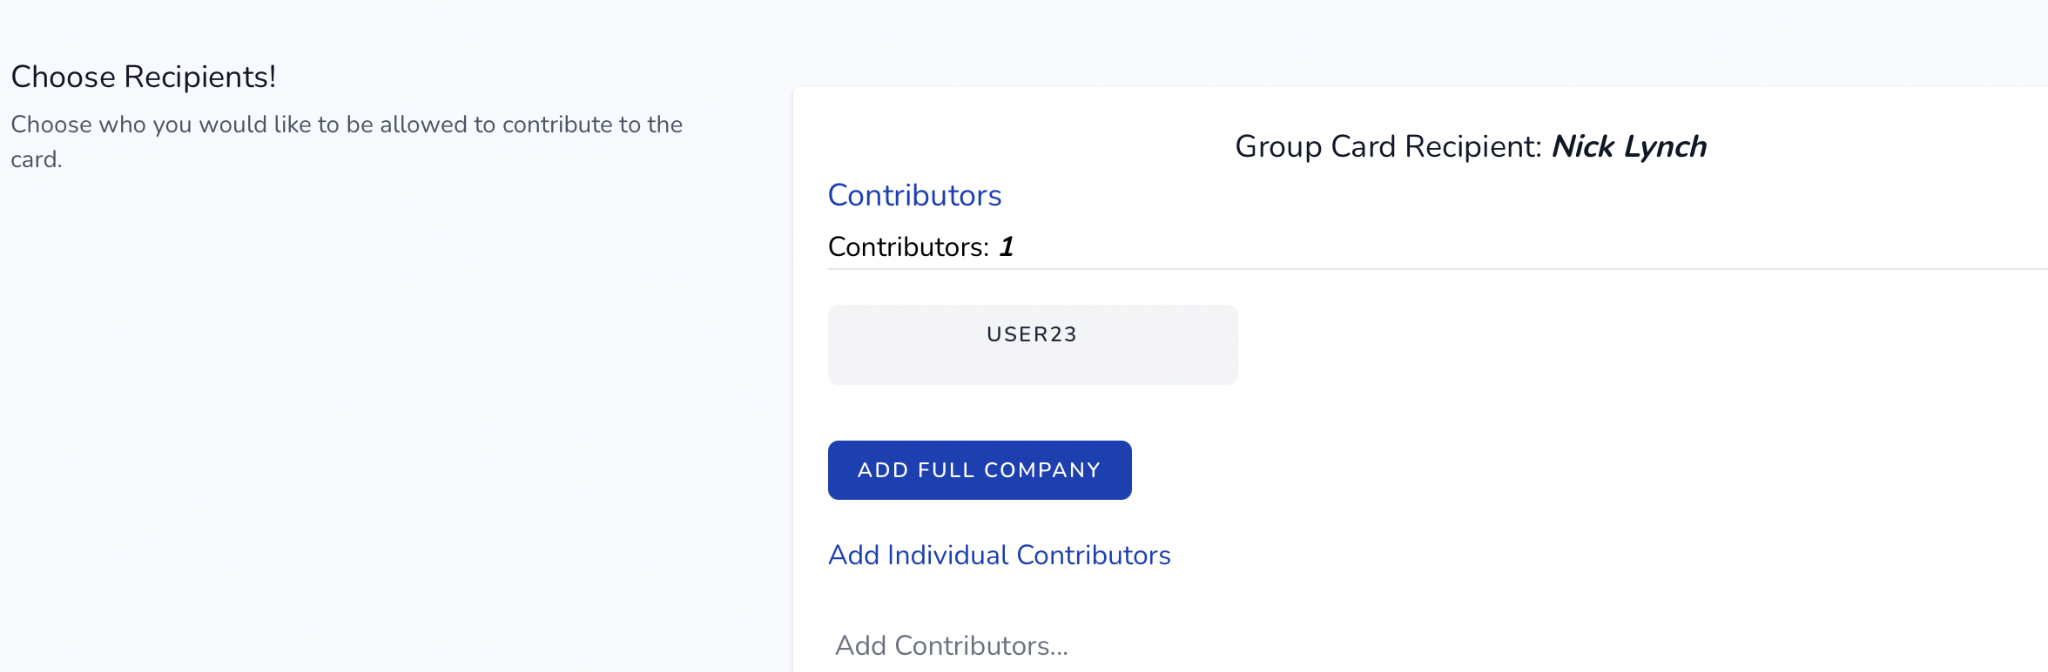 Choose Recipients!
Choose who you would like to be allowed to contribute to the
card.
Group Card Recipient: Nick Lynch
Contributors
Contributors: 1
USER23
ADD FULL COMPANY
Add Individual Contributors
Add Contributors...